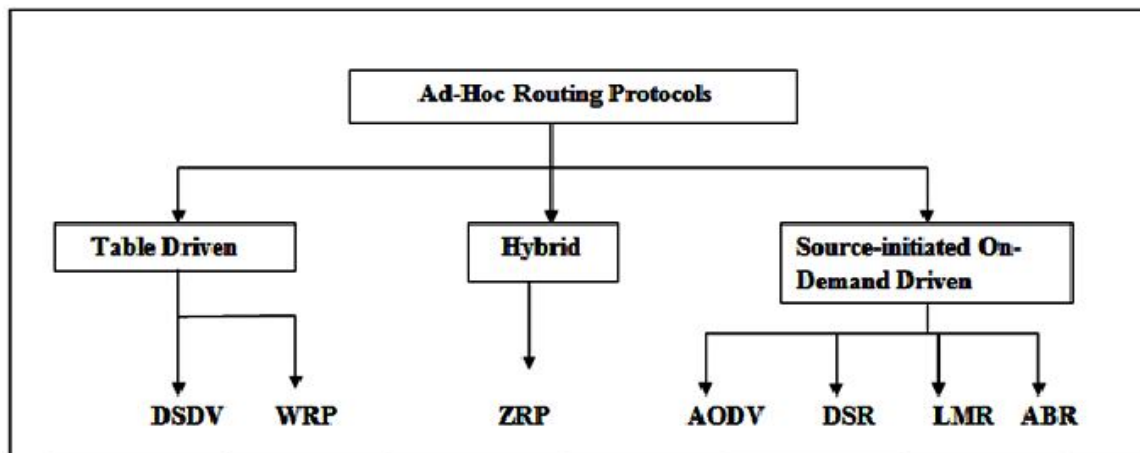 Ad-Hoc Routing Protocols
Table Driven
Hybrid
Source-initiated On-
Demand Driven
DSDV
WRP
ZRP
AODV
DSR
LMR
ABR